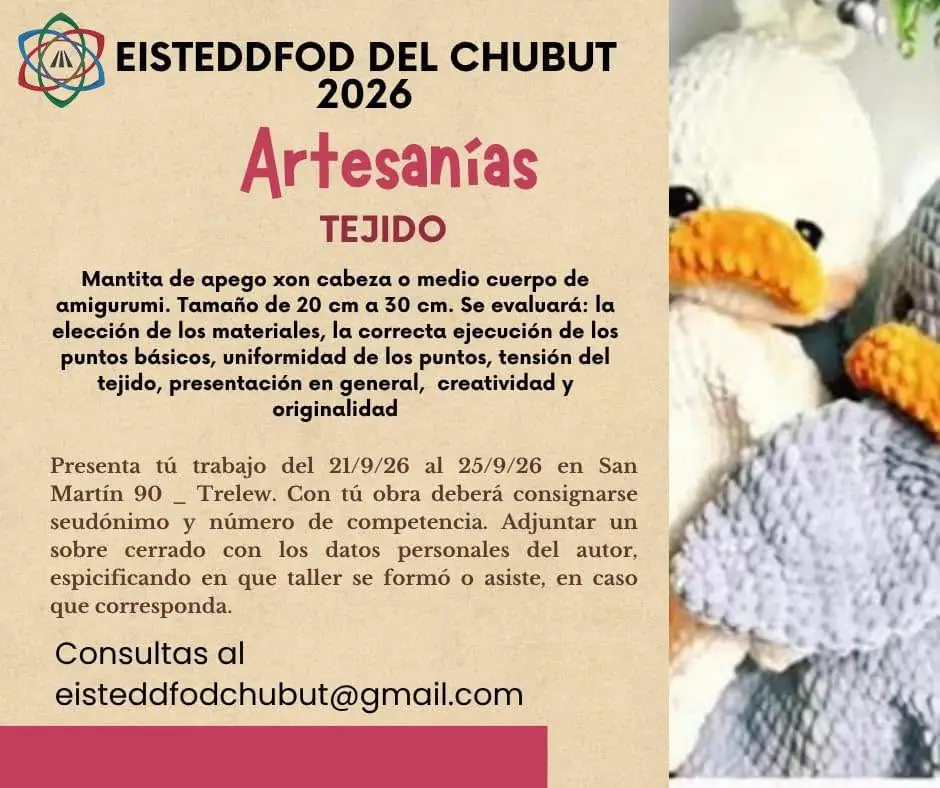 EISTEDDFOD DEL CHUBUT
2026
Artesanías
TEJIDO
Mantita de apego xon cabeza o medio cuerpo de
amigurumi. Tamaño de 20 cm a 30 cm. Se evaluará: la
elección de los materiales, la correcta ejecución de los
puntos básicos, uniformidad de los puntos, tensión del
tejido, presentación en general, creatividad y
originalidad
Presenta tú trabajo del 21/9/26 al 25/9/26 en San
Martín 90 _ Trelew. Con tú obra deberá consignarse
seudónimo y número de competencia. Adjuntar un
sobre cerrado con los datos personales del autor,
espicificando en que taller se formó o asiste, en caso
que corresponda.
Consultas al
eisteddfodchubut@gmail.com